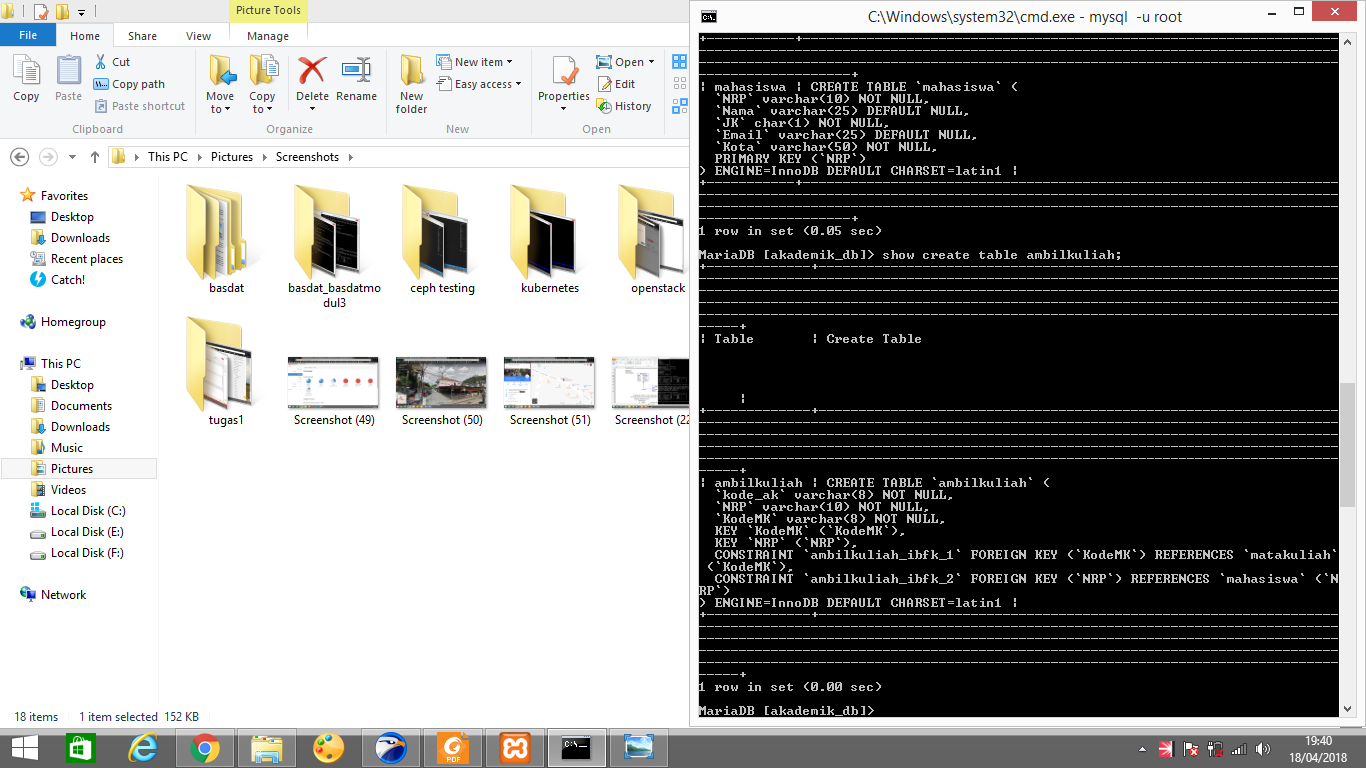 Picture Tools
File
Home
Share
View
Manage
Copy
Paste
Cut
Copy path
Paste shortcut
Clipboard
Move to
Copy to
Delete
Rename
Organize
New folder
New item
Easy access
New
Properties
Open
Edit
History
Open
This PC
Pictures
Screenshots
Favorites
Desktop
Downloads
Recent places
Catch!
Homegroup
This PC
Desktop
Documents
Downloads
Music
Pictures
Videos
Local Disk (C:)
Local Disk (E:)
Local Disk (F:)
Network
basdat
basdat_basdatmo
dul3
ceph testing
kubernetes
openstack
tugas1
Screenshot (49)
Screenshot (50)
Screenshot (51)
Screenshot (22
18 items
1 item selected 152 KB
C:\Windows\system32\cmd.exe - mysql -u root
| mahasiswa | CREATE TABLE `mahasiswa` (
`NRP` varchar(10) NOT NULL,
`Nama` varchar(25) DEFAULT NULL,
`JK` char(1) NOT NULL,
`Email` varchar(25) DEFAULT NULL,
`Kota` varchar(50) NOT NULL,
PRIMARY KEY (`NRP`)
) ENGINE=InnoDB DEFAULT CHARSET=latin1 |
1 row in set (0.05 sec)
MariaDB [akademik_db]> show create table ambilkuliah;
| Table | Create Table
|
| ambilkuliah | CREATE TABLE `ambilkuliah` (
`kode_ak` varchar(8) NOT NULL,
`NRP` varchar(10) NOT NULL,
`KodeMK` varchar(8) NOT NULL,
KEY `KodeMK` (`KodeMK`),
KEY `NRP` (`NRP`),
CONSTRAINT `ambilkuliah_ibfk_1` FOREIGN KEY (`KodeMK`) REFERENCES `matakuliah`
(`KodeMK`),
CONSTRAINT `ambilkuliah_ibfk_2` FOREIGN KEY (`NRP`) REFERENCES `mahasiswa` (`N
RP`)
) ENGINE=InnoDB DEFAULT CHARSET=latin1 |
1 row in set (0.00 sec)
MariaDB [akademik_db]>
PDF
19:40
18/04/2018